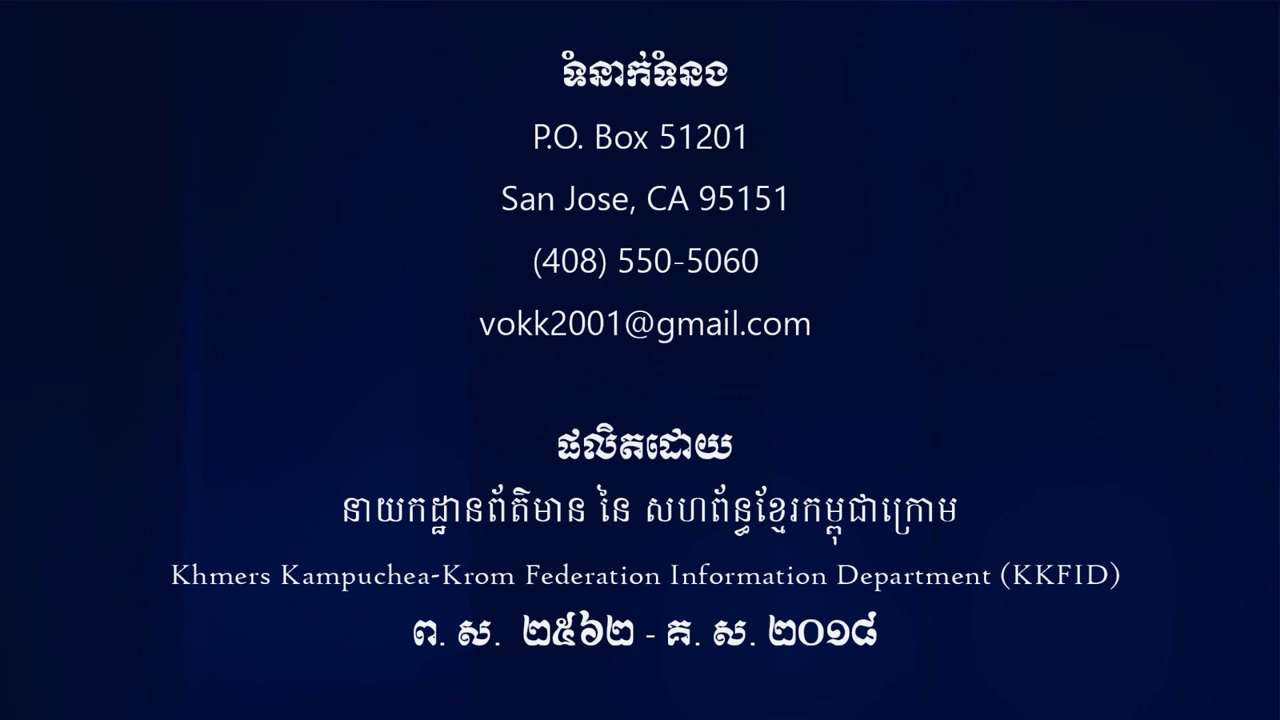 ទំនាក់ទំនង
P.O. Box 51201
San Jose, CA 95151
(408) 550-5060
vokk2001@gmail.com
ផលិតដោយ
នាយកដ្ឋានព័ត៌មាន នៃ សហព័ន្ធខ្មែរកម្ពុជាក្រោម
Khmers Kampuchea-Krom Federation Information Department (KKFID)
ព. ស. ២៥៦២ - គ. ស. ២០១៨